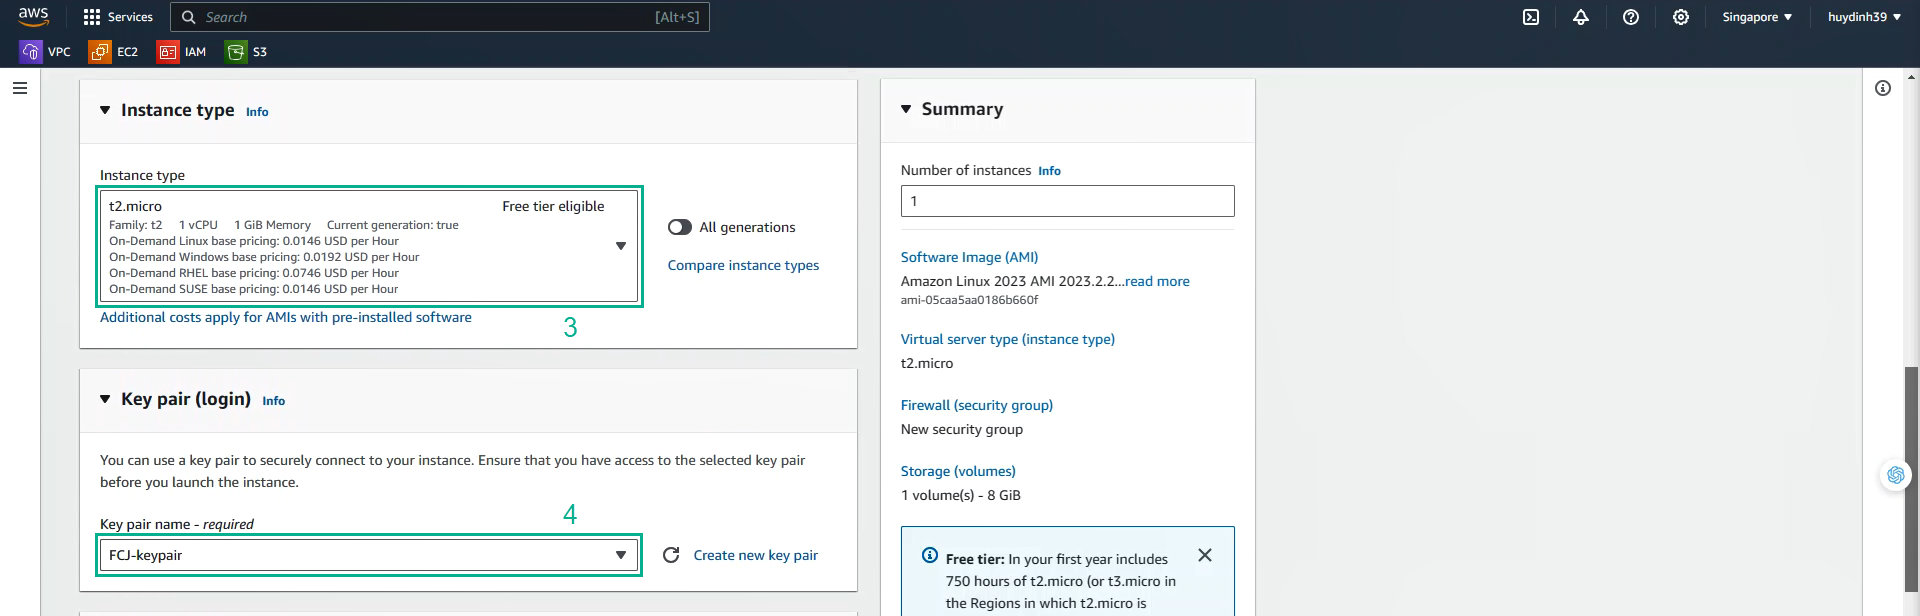 aws
Services
Search
[Alt+S]
Singapore
huydinh39
VPC
EC2
IAM
S3
Instance type Info
Instance type
t2.micro
Free tier eligible
Family: t2 1 vCPU 1 GiB Memory Current generation: true
On-Demand Linux base pricing: 0.0146 USD per Hour
On-Demand Windows base pricing: 0.0192 USD per Hour
On-Demand RHEL base pricing: 0.0746 USD per Hour
On-Demand SUSE base pricing: 0.0146 USD per Hour
All generations
Compare instance types
Additional costs apply for AMIs with pre-installed software
3
Key pair (login) Info
You can use a key pair to securely connect to your instance. Ensure that you have access to the selected key pair
before you launch the instance.
Key pair name - required
4
FCJ-keypair
Create new key pair
Summary
Number of instances Info
1
Software Image (AMI)
Amazon Linux 2023 AMI 2023.2.2...read more
ami-05caa5aa0186b660f
Virtual server type (instance type)
t2.micro
Firewall (security group)
New security group
Storage (volumes)
1 volume(s) - 8 GiB
Free tier: In your first year includes
750 hours of t2.micro (or t3.micro in
the Regions in which t2.micro is